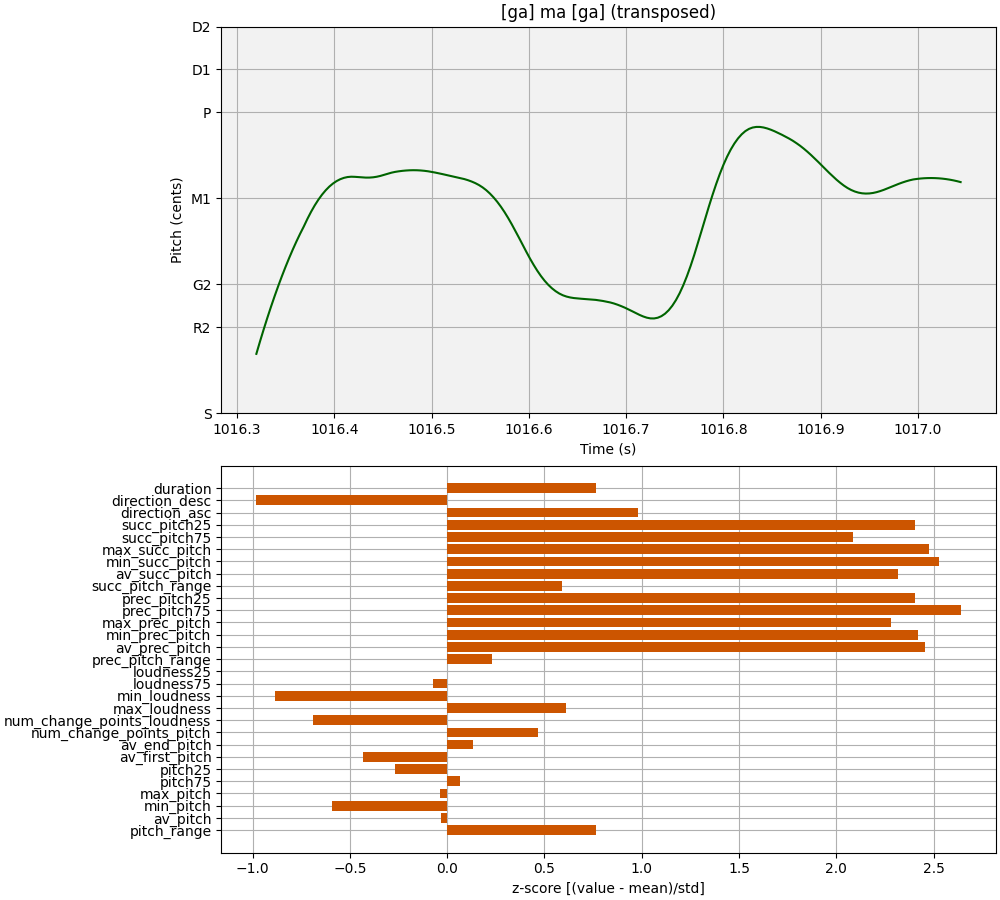 [ga] ma [ga] (transposed)
D2
D1
P
M1
G2
R2
S
Pitch (cents)
1016.3 1016.4 1016.5 1016.6 1016.7 1016.8 1016.9 1017.0
Time (s)
duration
direction_desc
direction_asc
succ_pitch25
succ_pitch75
max_succ_pitch
min_succ_pitch
av_succ_pitch
succ_pitch_range
prec_pitch25
prec_pitch75
max_prec_pitch
min_prec_pitch
av_prec_pitch
prec_pitch_range
loudness25
loudness75
min_loudness
max_loudness
num_change_points_loudness
num_change_points_pitch
av_end_pitch
av_first_pitch
pitch25
pitch75
max_pitch
min_pitch
av_pitch
pitch_range
−1.0 −0.5 0.0 0.5 1.0 1.5 2.0 2.5
z-score [(value - mean)/std]